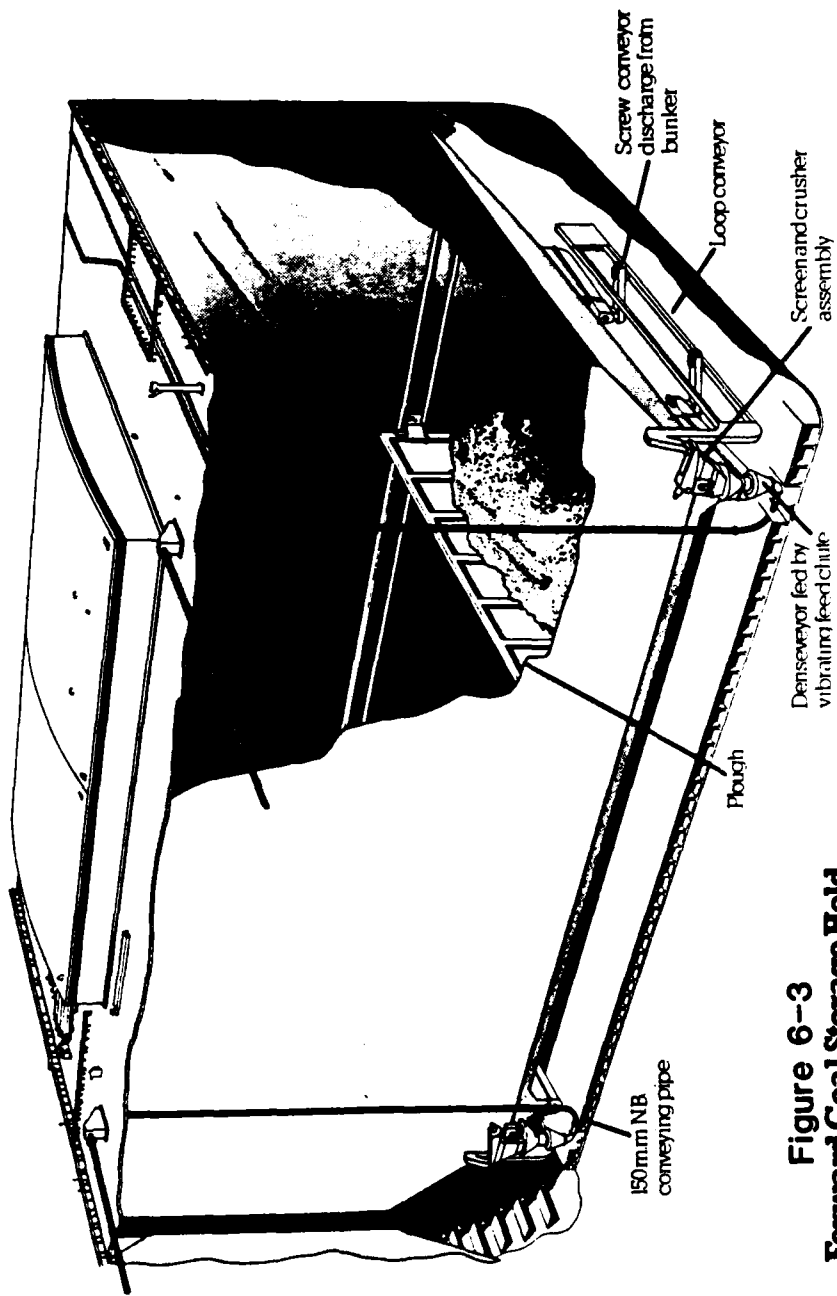 Screw conveyor
discharge from
bunker
Loop conveyor
Screen and crusher
assembly
Denseveyor fed by
vibrating feed chute
Plough
150 m.m NB
conveying pipe
Figure 6-3
Forward Coal Storage Hold